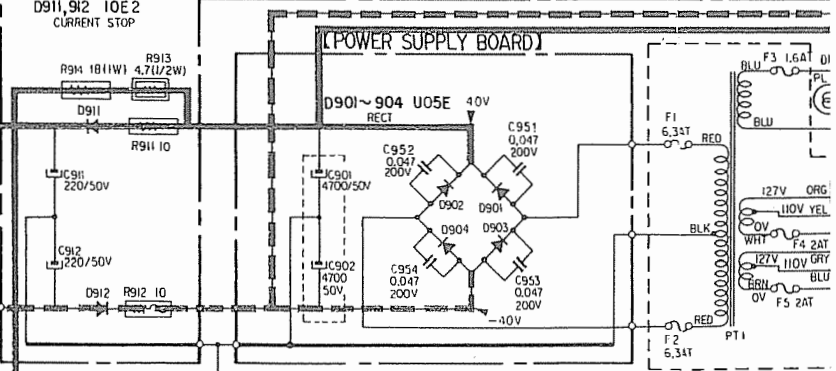 D911,912 10E2
CURRENT STOP
【POWER SUPPLY BOARD】
R914 18(1W)
R913
4.7(1/2W)
D901~904 U05E
RECT
40V
D911
R911 10
C911
220/50V
C912
220/50V
D912
R912 10
C901
4700/50V
C902
4700
50V
C952
0.047
200V
C951
0.047
200V
D902
D901
D904
D903
C954
0.047
200V
C953
0.047
200V
-40V
F1
6.3AT
RED
BLK
RED
F2
6.3AT
PT1
BLU
F3 1.6AT
PL
BLU
127V
ORG
110V YEL
0V
WHT
F4 2AT
127V
GRY
110V
BLU
BRN
0V
F5 2AT